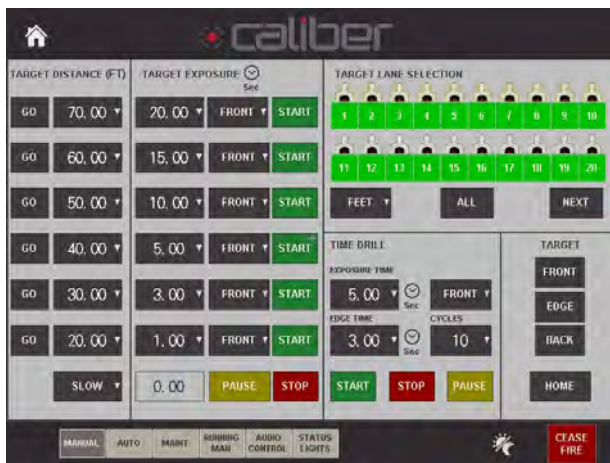 caliber
TARGET DISTANCE (FT)
GO 70.00
GO 60.00
GO 50.00
GO 40.00
GO 30.00
GO 20.00
SLOW
TARGET EXPOSURE
Sec
20.00 FRONT START
15.00 FRONT START
10.00 FRONT START
5.00 FRONT START
3.00 FRONT START
1.00 FRONT START
0.00 PAUSE STOP
TARGET LANE SELECTION
1 2 3 4 5 6 7 8 9 10
11 12 13 14 15 16 17 18 19 20
FEET ALL NEXT
TIME DRILL
EXPOSURE TIME
5.00 Sec FRONT
EDGE TIME CYCLES
3.00 Sec 10
START STOP PAUSE
TARGET
FRONT
EDGE
BACK
HOME
MANUAL AUTO MAINT RUNNING MAN AUDIO CONTROL STATUS LIGHTS
CEASE
FIRE